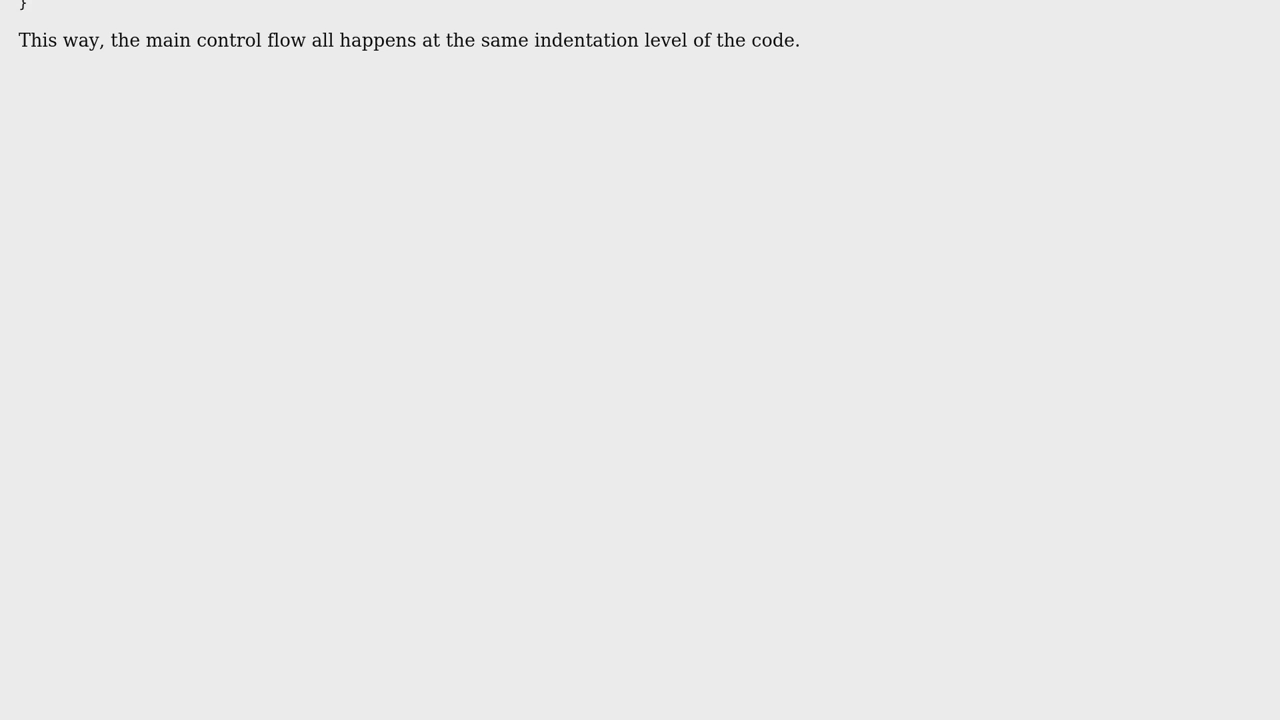 }
This way, the main control flow all happens at the same indentation level of the code.